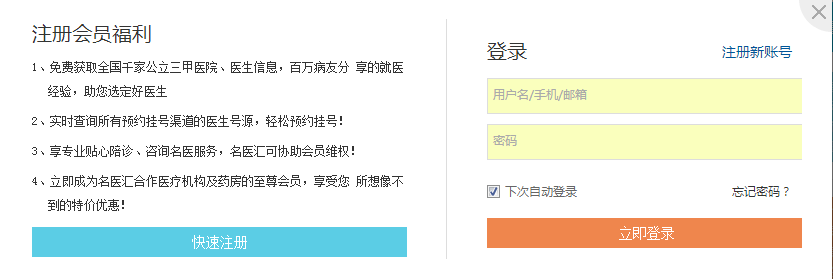 注册会员福利
1、免费获取全国千家公立三甲医院、医生信息，百万病友分 享的就医
经验，助您选定好医生
2、实时查询所有预约挂号渠道的医生号源，轻松预约挂号！
3、享专业贴心陪诊、咨询名医服务，名医汇可协助会员维权！
4、立即成为名医汇合作医疗机构及药房的至尊会员，享受您 所想像不
到的特价优惠！
快速注册
登录
注册新账号
用户名/手机/邮箱
密码
下次自动登录
忘记密码？
立即登录